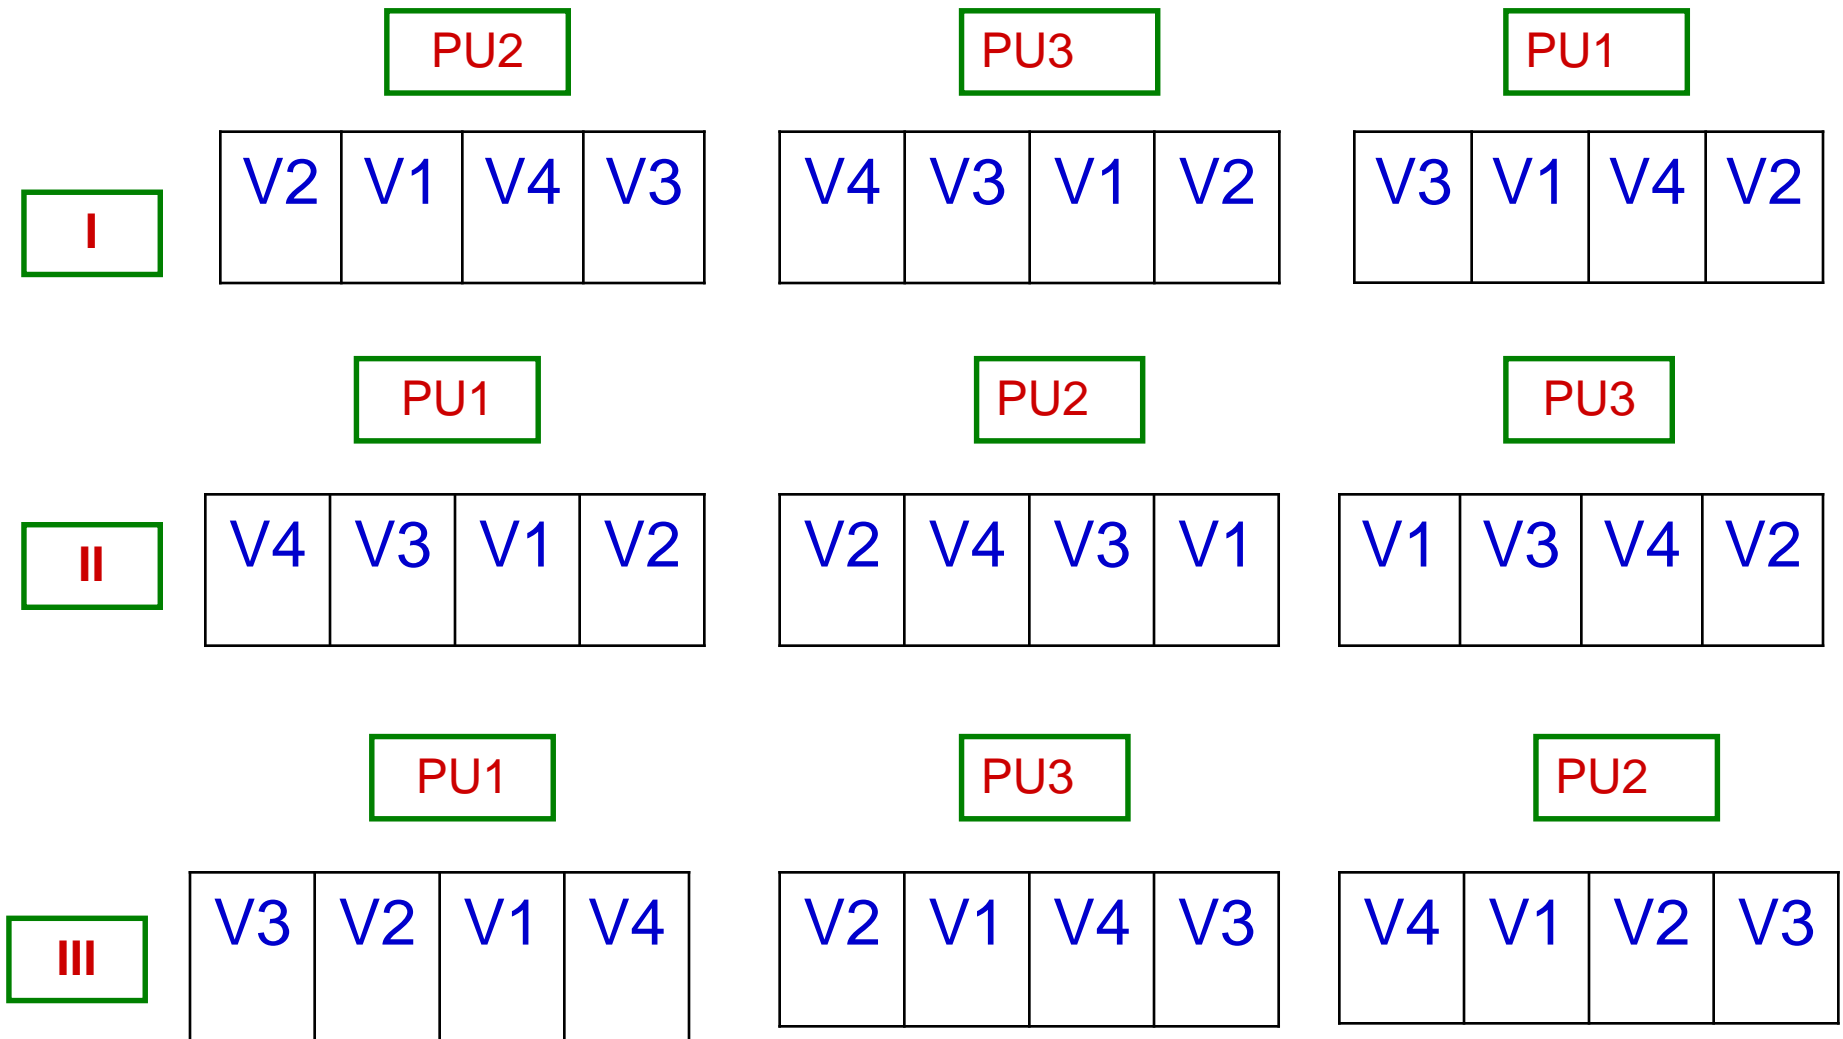 PU2 PU3 PU1
I V2 V1 V4 V3 V4 V3 V1 V2 V3 V1 V4 V2
PU1 PU2 PU3
II V4 V3 V1 V2 V2 V4 V3 V1 V1 V3 V4 V2
PU1 PU3 PU2
III V3 V2 V1 V4 V2 V1 V4 V3 V4 V1 V2 V3